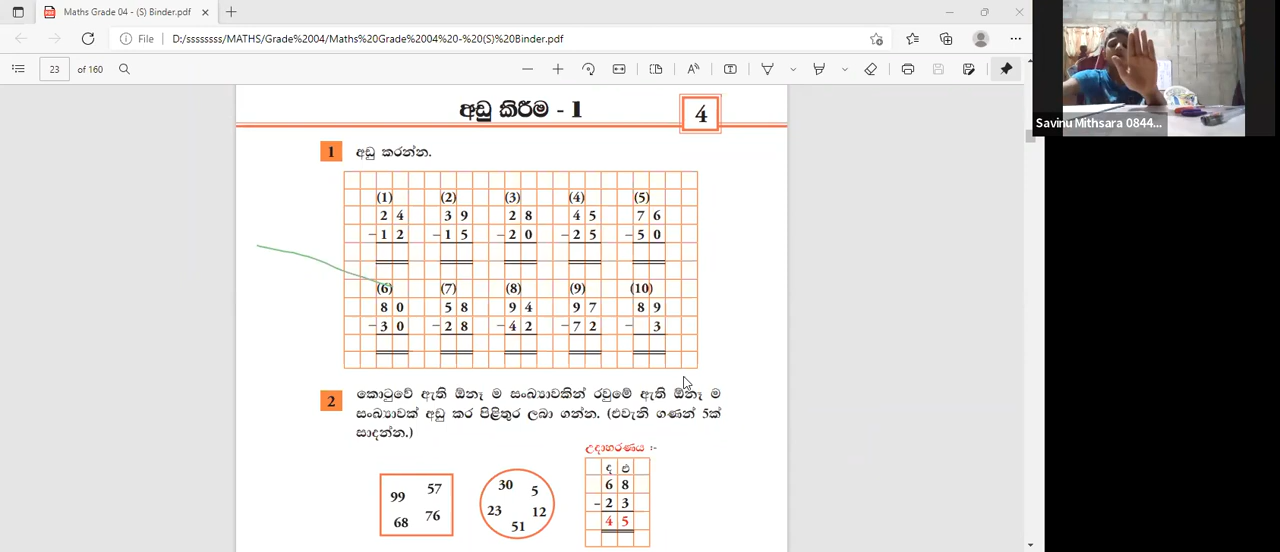 Maths Grade 04 - (S) Binder.pdf
File D:/sssssss/MATHS/Grade%2004/Maths%20Grade%2004%20-%20(S)%20Binder.pdf
23 of 160
Savinu Mithsara 0844...
අඩු කිරීම - 1 4
1 අඩු කරන්න.
(1) (2) (3) (4) (5)
2 4 3 9 2 8 4 5 7 6
- 1 2 - 1 5 - 2 0 - 2 5 - 5 0
(6) (7) (8) (9) (10)
8 0 5 8 9 4 9 7 8 9
- 3 0 - 2 8 - 4 2 - 7 2 - 3
2 කොටුවේ ඇති ඕනෑ ම සංඛ්‍යාවකින් රවුමේ ඇති ඕනෑ ම
සංඛ්‍යාවක් අඩු කර පිළිතුර ලබා ගන්න. (එවැනි ගණන් 5ක්
සාදන්න.)
උදාහරණය :-
ද එ
6 8
- 2 3
4 5
99 57
68 76
30 5
23 12
51